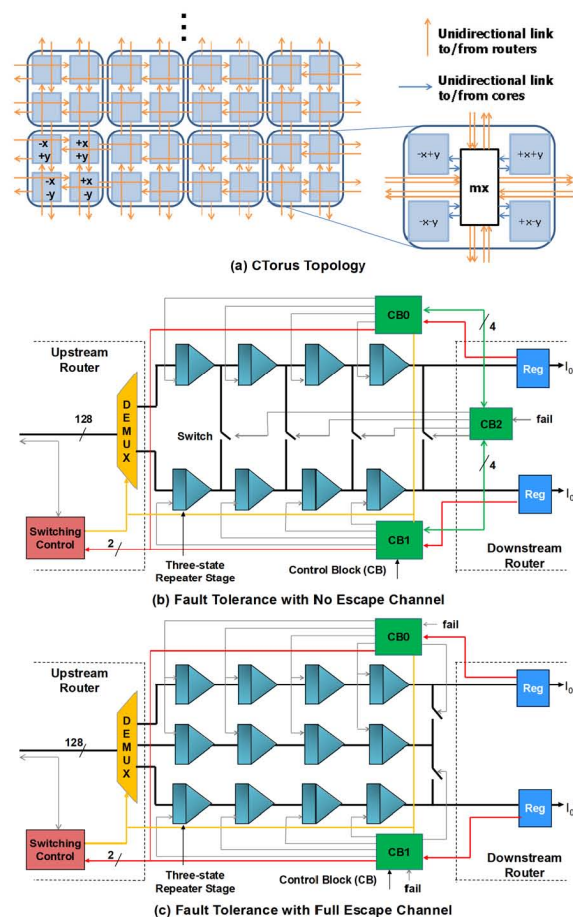 Unidirectional link
to/from routers
Unidirectional link
to/from cores
-x +x
+y +y
-x +x
-y -y
-x+y +x+y
mx
-x-y +x-y
(a) CTorus Topology
CB0
4
Upstream
Router
Reg I0
DEMUX
128
Switch
CB2
fail
4
Reg I0
Switching
Control
2
CB1
Three-state
Repeater Stage
Control Block (CB)
Downstream
Router
(b) Fault Tolerance with No Escape Channel
CB0
fail
Upstream
Router
Reg I0
DEMUX
128
Reg I0
Switching
Control
2
CB1
Three-state
Repeater Stage
Control Block (CB)
fail
Downstream
Router
(c) Fault Tolerance with Full Escape Channel